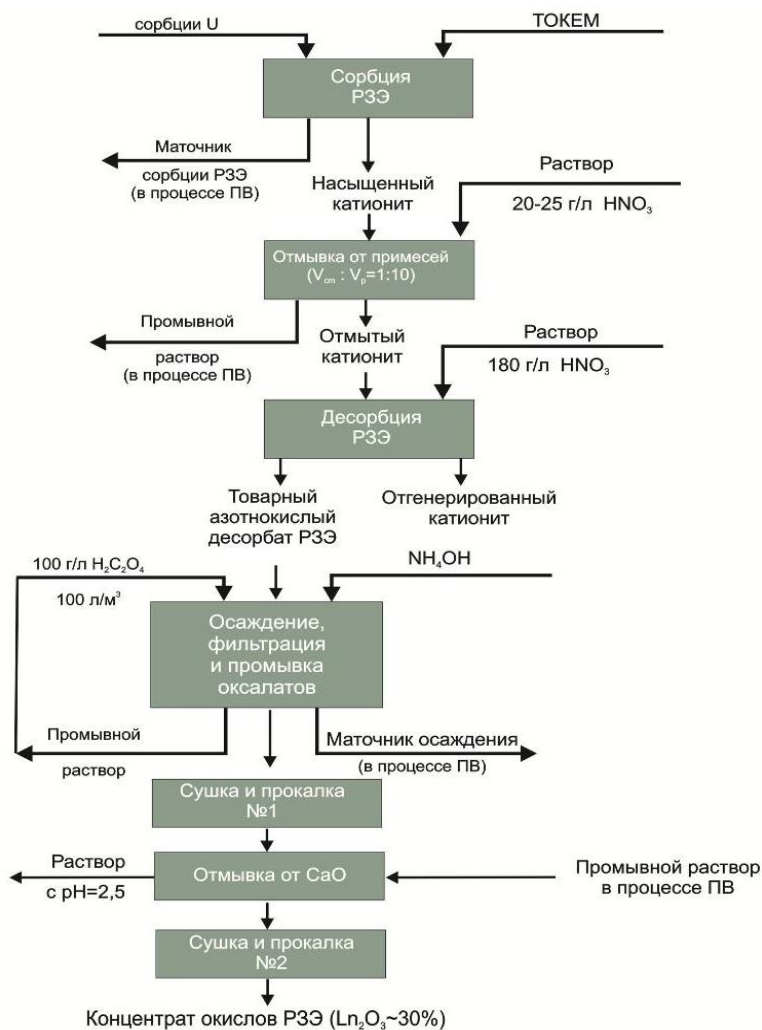 сорбции U
ТОКЕМ
Сорбция
РЗЭ
Маточник
сорбции РЗЭ
(в процессе ПВ)
Насыщенный
катионит
Раствор
20-25 г/л HNO₃
Отмывка от примесей
(Vcm : Vp=1:10)
Промывной
раствор
(в процессе ПВ)
Отмытый
катионит
Раствор
180 г/л HNO₃
Десорбция
РЗЭ
Товарный
азотнокислый
десорбат РЗЭ
Отгенерированный
катионит
100 г/л H₂C₂O₄
100 л/м³
NH₄OH
Осаждение,
фильтрация
и промывка
оксалатов
Промывной
раствор
Маточник осаждения
(в процессе ПВ)
Сушка и прокалка
№1
Раствор
с pH=2,5
Отмывка от CaO
Промывной раствор
в процессе ПВ
Сушка и прокалка
№2
Концентрат окислов РЗЭ (Ln₂O₃~30%)